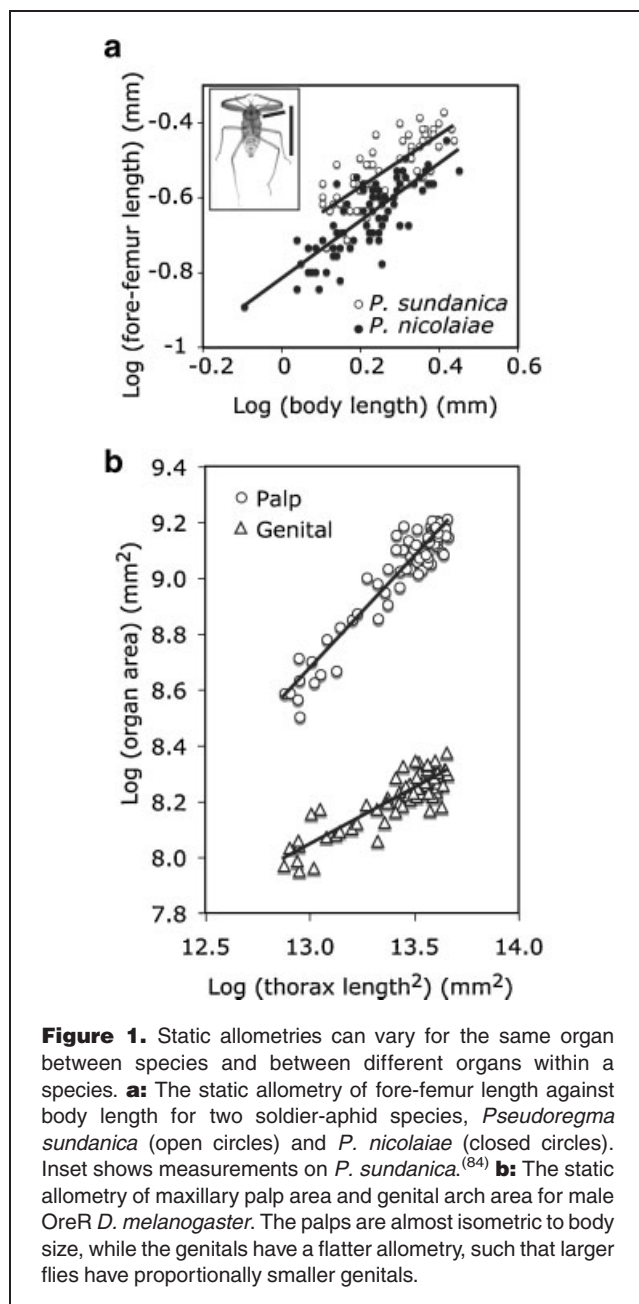 a
Log (fore-femur length) (mm)
-0.4
-0.6
-0.8
-1
P. sundanica
P. nicolaiae
-0.2
0
0.2
0.4
0.6
Log (body length) (mm)
b
Log (organ area) (mm²)
9.4
9.2
9.0
8.8
8.6
8.4
8.2
8.0
7.8
Palp
Genital
12.5
13.0
13.5
14.0
Log (thorax length²) (mm²)
Figure 1. Static allometries can vary for the same organ
between species and between different organs within a
species. a: The static allometry of fore-femur length against
body length for two soldier-aphid species, Pseudoregma
sundanica (open circles) and P. nicolaiae (closed circles).
Inset shows measurements on P. sundanica.(84) b: The static
allometry of maxillary palp area and genital arch area for male
OreR D. melanogaster. The palps are almost isometric to body
size, while the genitals have a flatter allometry, such that larger
flies have proportionally smaller genitals.